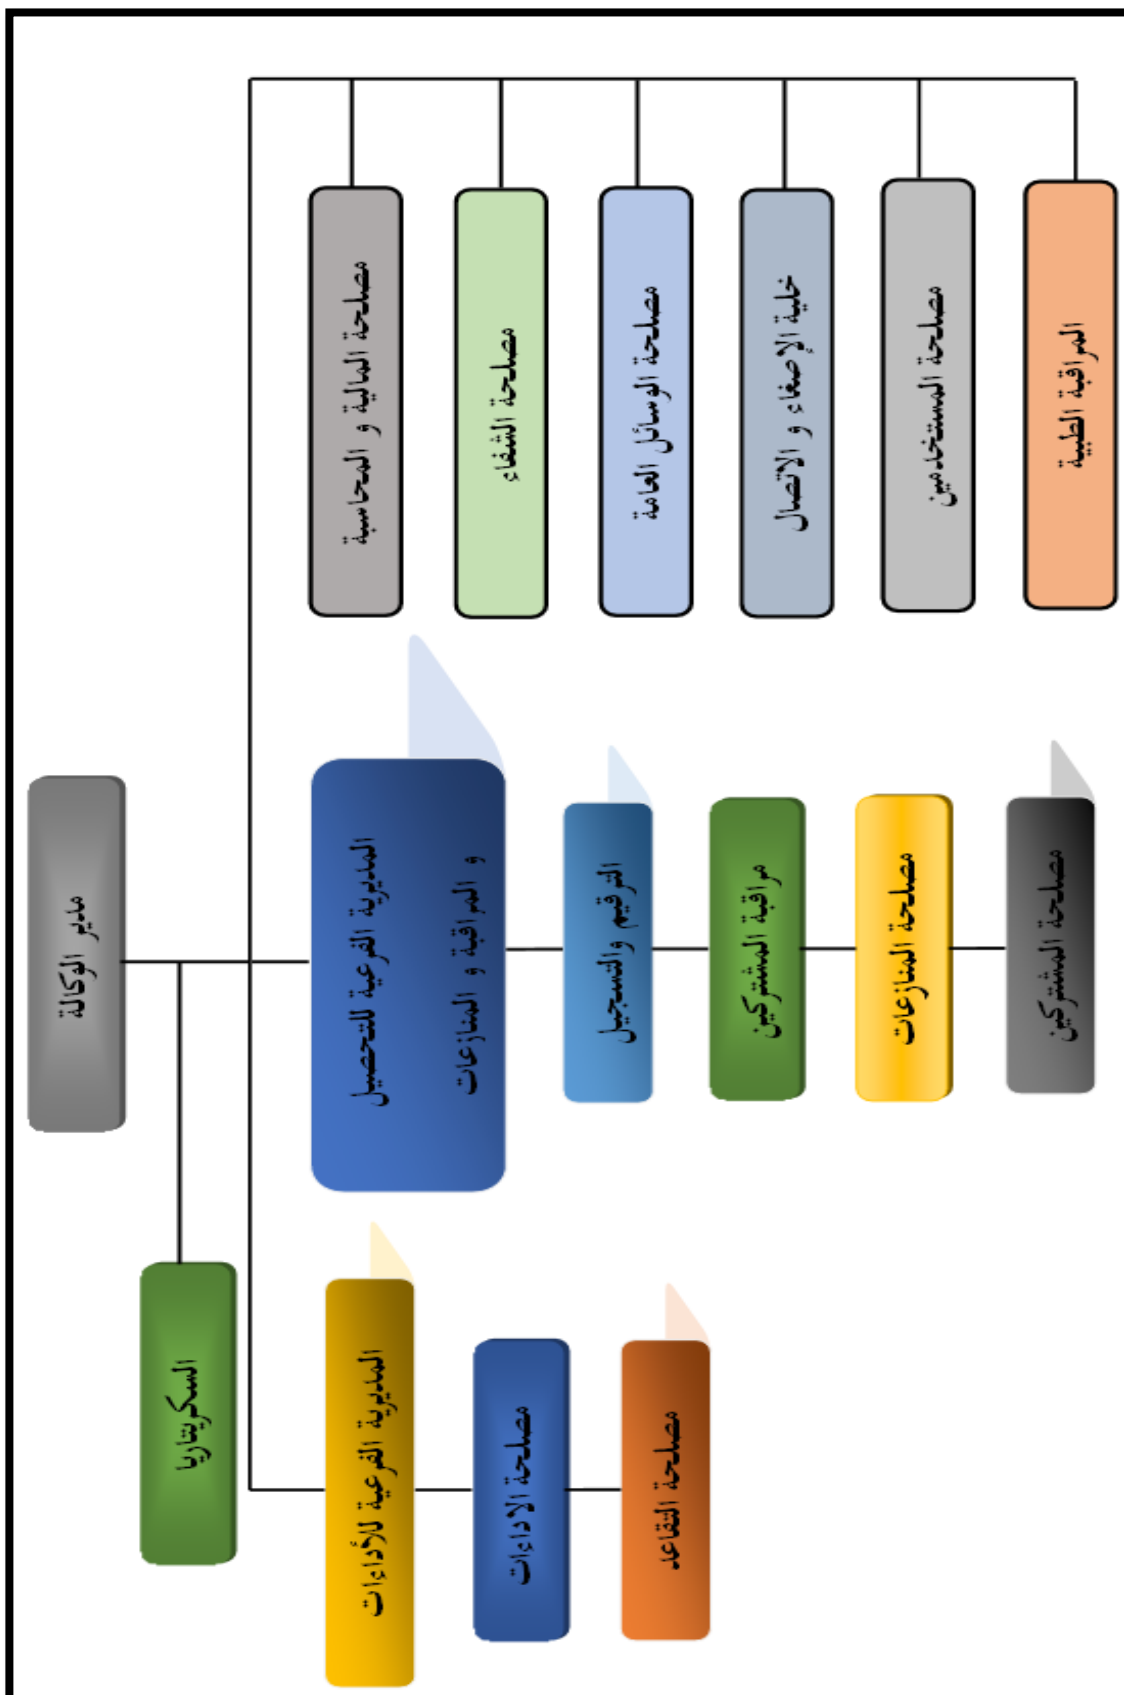 مدير الوكالة
السكريتاريا
مصلحة المالية و المحاسبة
مصلحة الشفاء
مصلحة الوسائل العامة
خلية الإصغاء و الاتصال
مصلحة المستخدمين
المراقبة الطبية
المديرية الفرعية للتحصيل
و المراقبة و المنازعات
الترقيم والتسجيل
مراقبة المشتركين
مصلحة المنازعات
مصلحة المشتركين
المديرية الفرعية للأداءات
مصلحة الاداءات
مصلحة التقاعد